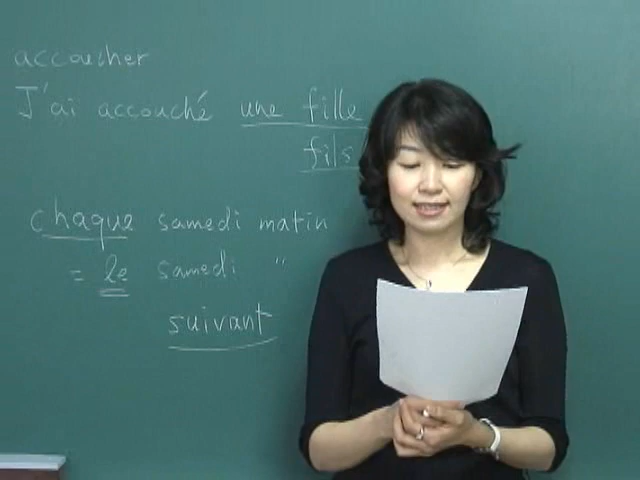 accoucher
J'ai accouché une fille
fils
chaque samedi matin
= le samedi "
suivant